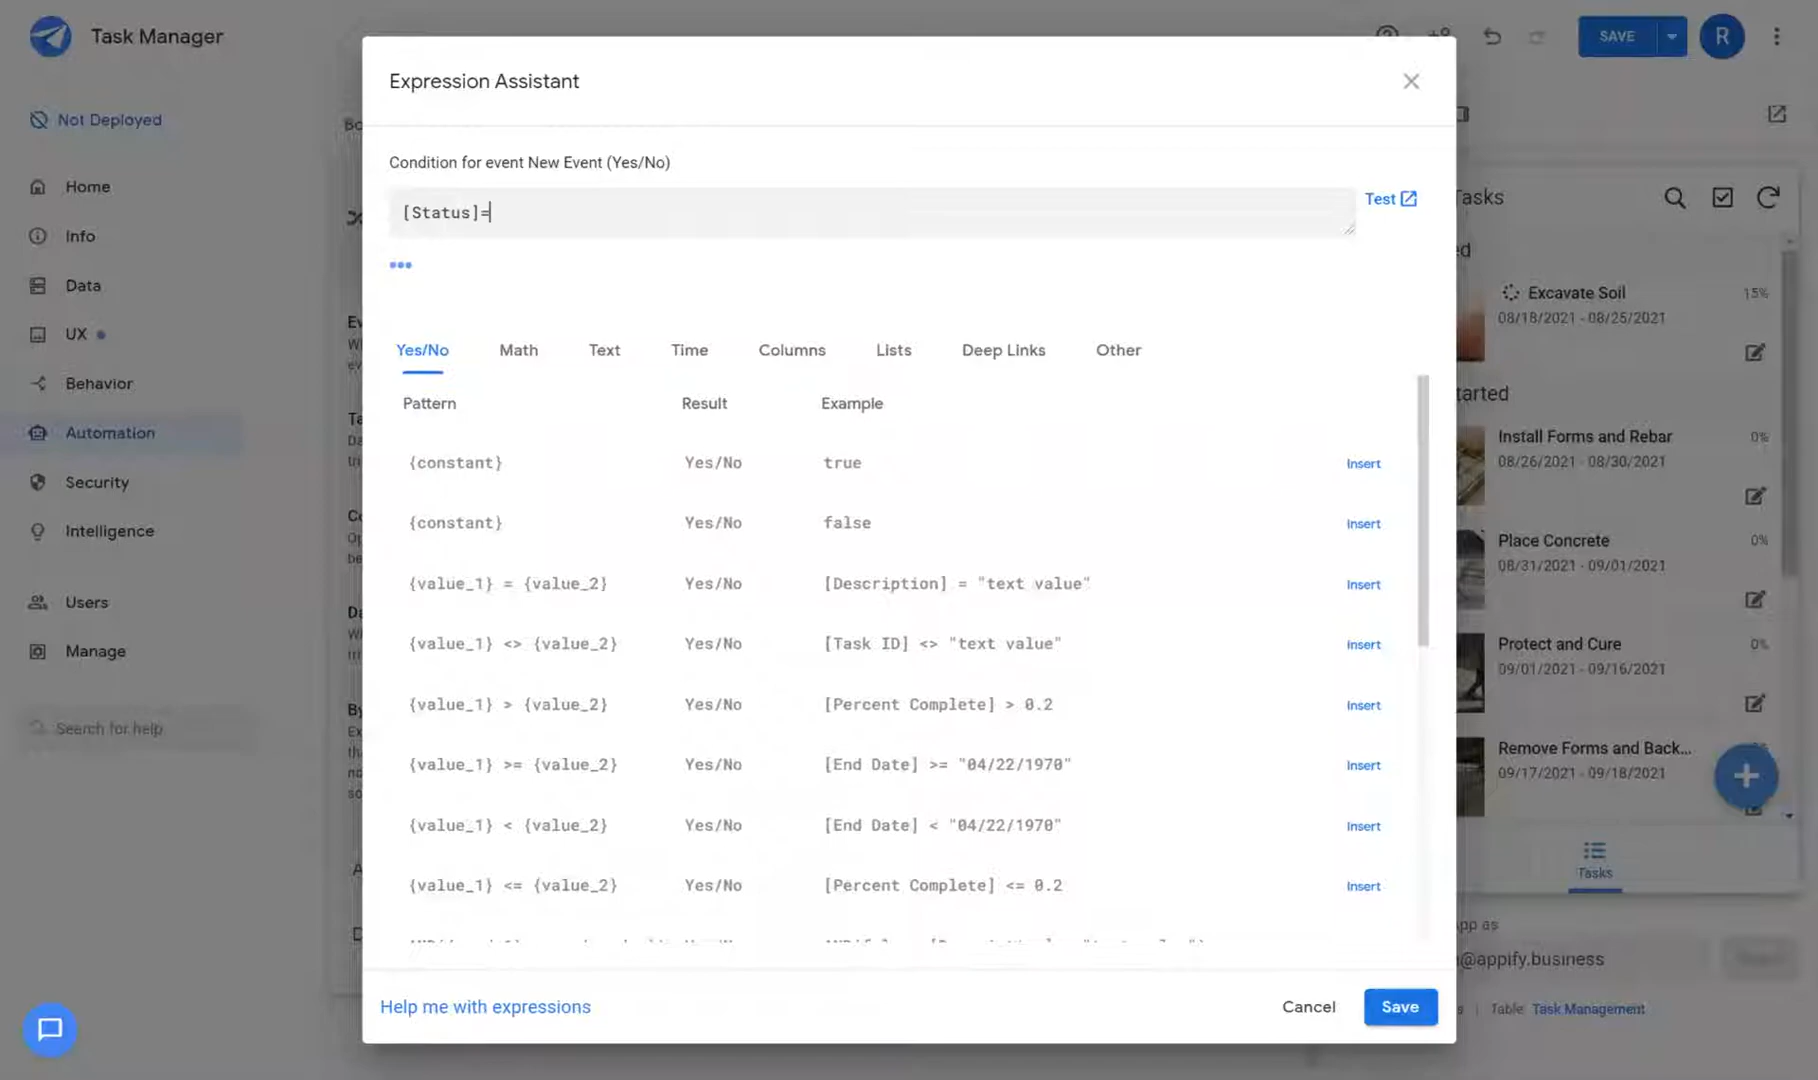 Task Manager
SAVE
R
Not Deployed
Home
Info
Data
UX
Behavior
Automation
Security
Intelligence
Users
Manage
Search for help
Expression Assistant
Condition for event New Event (Yes/No)
[Status]=
Test
Yes/No Math Text Time Columns Lists Deep Links Other
Pattern Result Example
{constant} Yes/No true Insert
{constant} Yes/No false Insert
{value_1} = {value_2} Yes/No [Description] = "text value" Insert
{value_1} <> {value_2} Yes/No [Task ID] <> "text value" Insert
{value_1} > {value_2} Yes/No [Percent Complete] > 0.2 Insert
{value_1} >= {value_2} Yes/No [End Date] >= "04/22/1970" Insert
{value_1} < {value_2} Yes/No [End Date] < "04/22/1970" Insert
{value_1} <= {value_2} Yes/No [Percent Complete] <= 0.2 Insert
Help me with expressions
Cancel Save
Tasks
Excavate Soil 15%
08/18/2021 - 08/25/2021
Install Forms and Rebar 0%
08/26/2021 - 08/30/2021
Place Concrete 0%
08/31/2021 - 09/01/2021
Protect and Cure 0%
09/01/2021 - 09/16/2021
Remove Forms and Back...
09/17/2021 - 09/18/2021
Tasks
App as
@appify.business
Table: Task Management